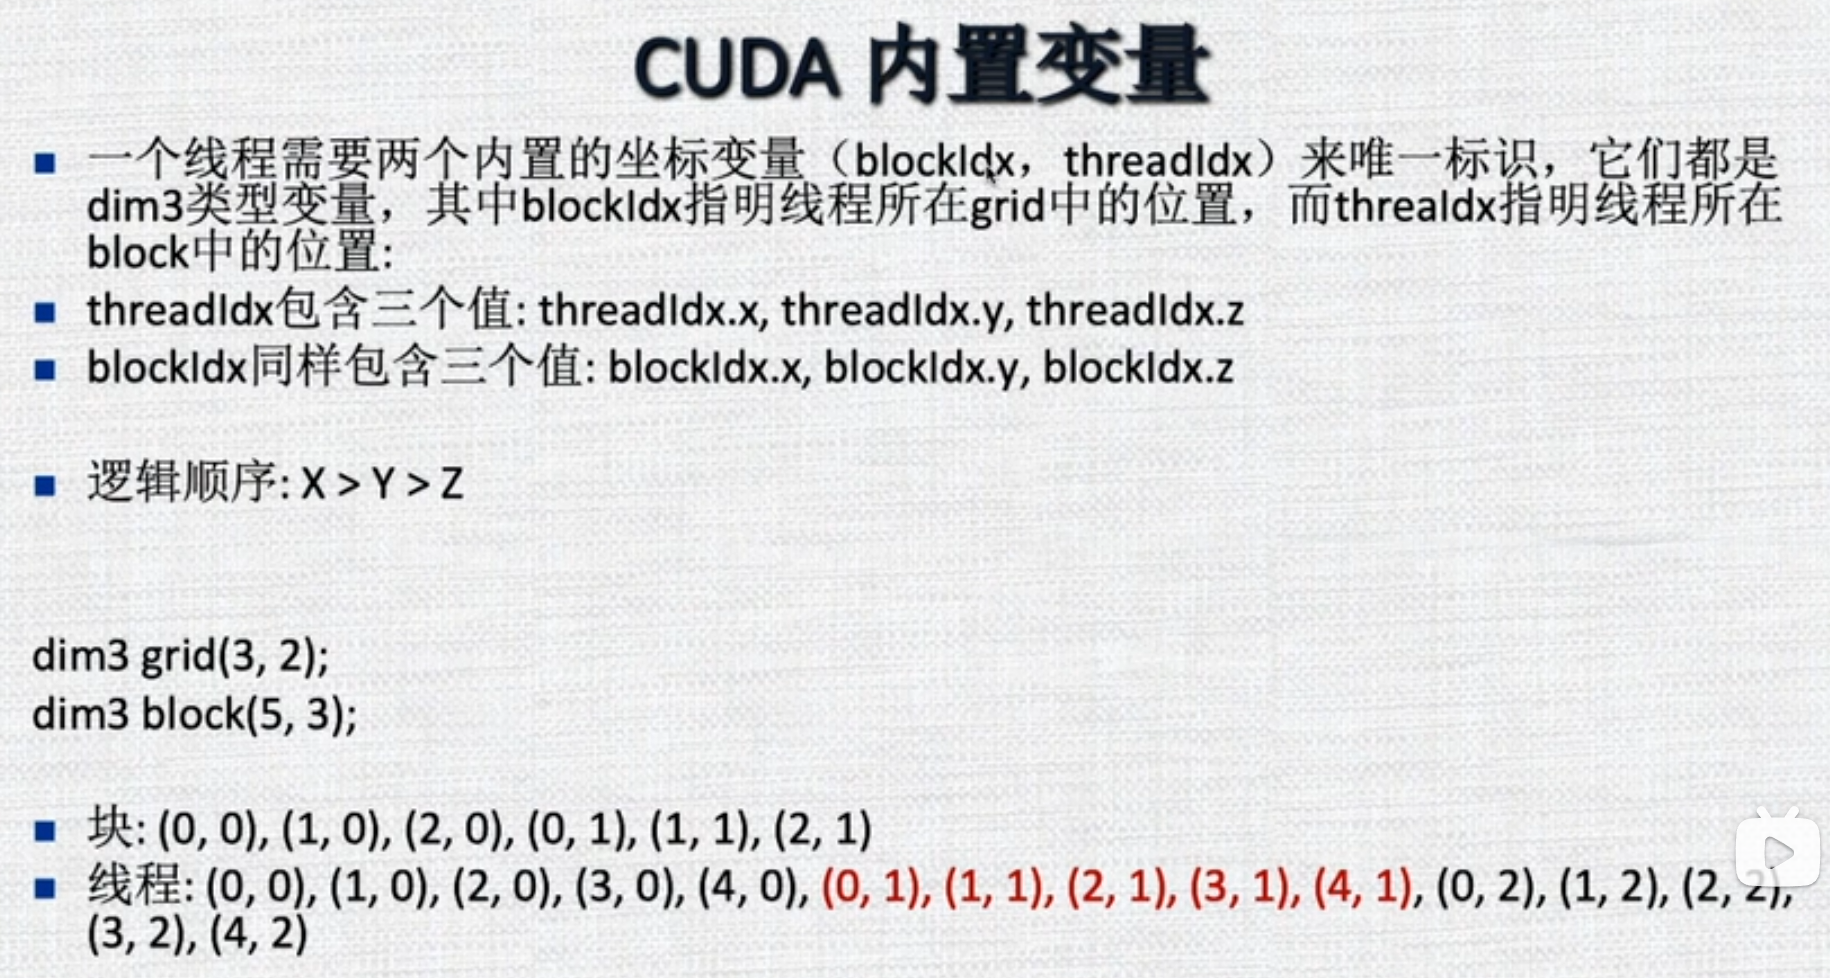 CUDA 内置变量
一个线程需要两个内置的坐标变量（blockIdx，threadIdx）来唯一标识，它们都是
dim3类型变量，其中blockIdx指明线程所在grid中的位置，而threaIdx指明线程所在
block中的位置:
threadIdx包含三个值: threadIdx.x, threadIdx.y, threadIdx.z
blockIdx同样包含三个值: blockIdx.x, blockIdx.y, blockIdx.z
逻辑顺序: X > Y > Z
dim3 grid(3, 2);
dim3 block(5, 3);
块: (0, 0), (1, 0), (2, 0), (0, 1), (1, 1), (2, 1)
线程: (0, 0), (1, 0), (2, 0), (3, 0), (4, 0), (0, 1), (1, 1), (2, 1), (3, 1), (4, 1), (0, 2), (1, 2), (2, 2),
(3, 2), (4, 2)